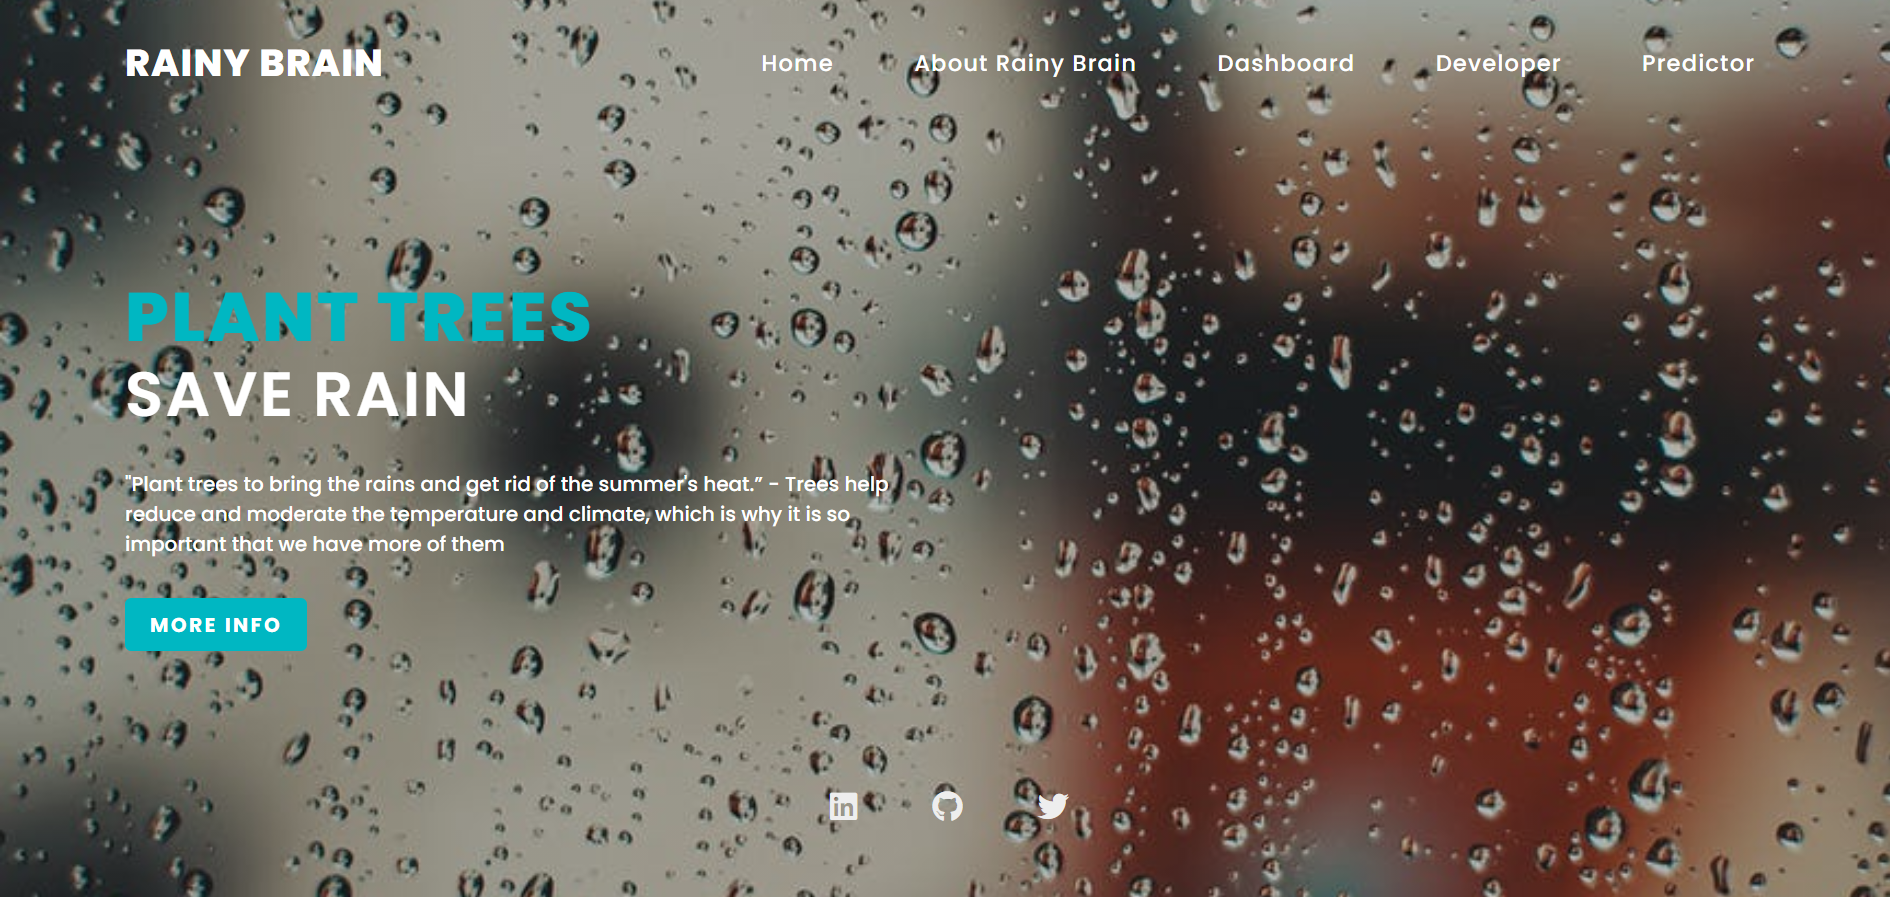 RAINY BRAIN
Home About Rainy Brain Dashboard Developer Predictor
PLANT TREES
SAVE RAIN
"Plant trees to bring the rains and get rid of the summer's heat.” - Trees help
reduce and moderate the temperature and climate, which is why it is so
important that we have more of them
MORE INFO
in